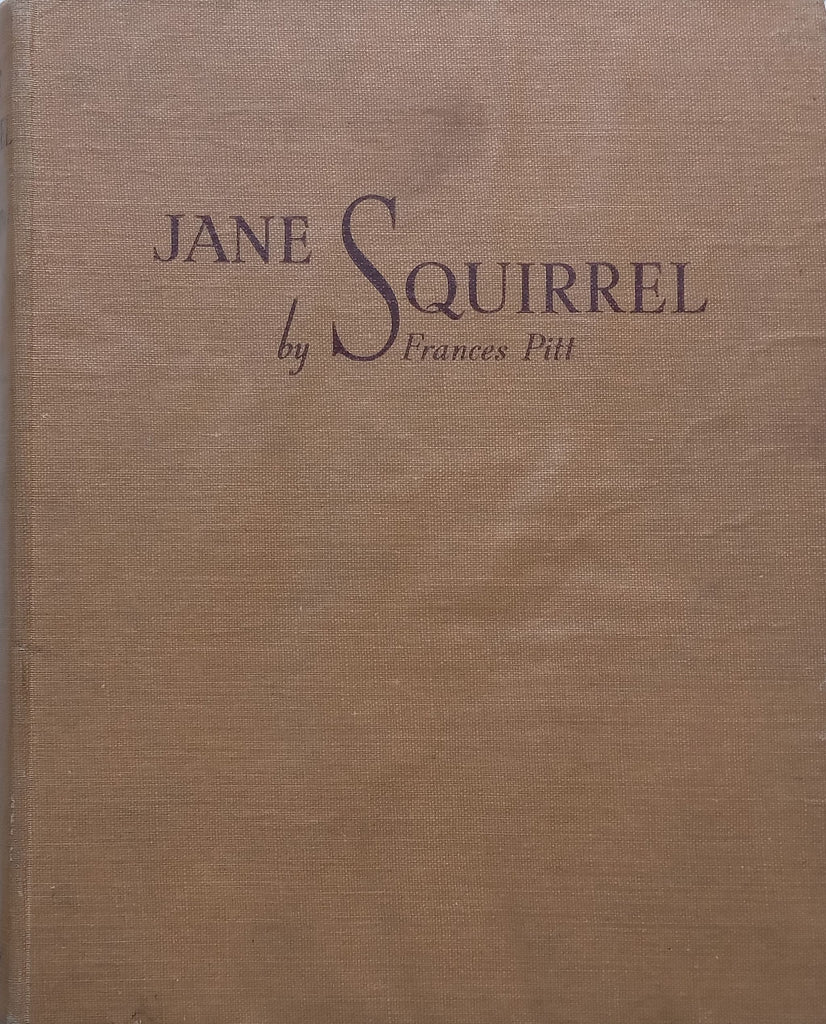 JANE SQUIRREL
by Frances Pitt